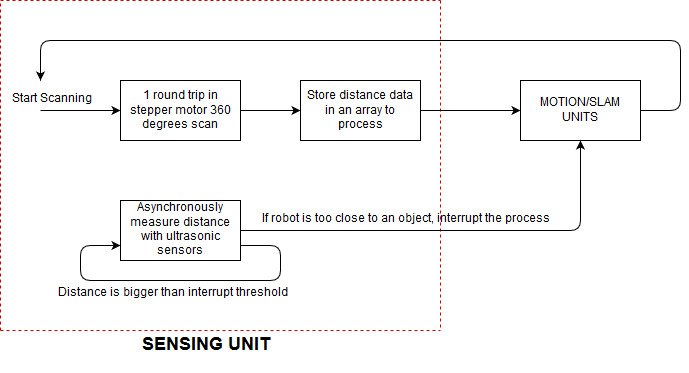 Start Scanning
1 round trip in
stepper motor 360
degrees scan
Store distance data
in an array to
process
MOTION/SLAM
UNITS
Asynchronously
measure distance
with ultrasonic
sensors
If robot is too close to an object, interrupt the process
Distance is bigger than interrupt threshold
SENSING UNIT